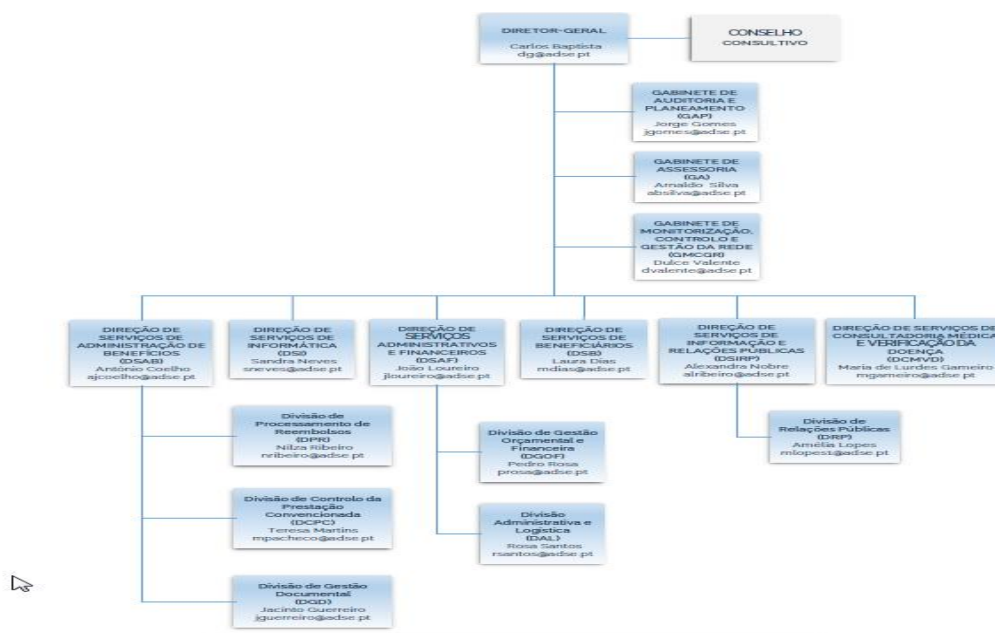 DIRETOR-GERAL
Carlos Baptista
dg@adse.pt
CONSELHO
CONSULTIVO
GABINETE DE
AUDITORIA E
PLANEAMENTO
(GAP)
Jorge Gomes
jgomes@adse.pt
GABINETE DE
ASSESSORIA
(GA)
Arnaldo Silva
absilva@adse.pt
GABINETE DE
MONITORIZAÇÃO,
CONTROLO E
GESTÃO DA REDE
(GMCGR)
Dulce Valente
dvalente@adse.pt
DIREÇÃO DE
SERVIÇOS DE
ADMINISTRAÇÃO DE
BENEFÍCIOS
(DSAB)
António Coelho
ajcoelho@adse.pt
DIREÇÃO DE
SERVIÇOS DE
INFORMÁTICA
(DSI)
Sandra Neves
sneves@adse.pt
DIREÇÃO DE
SERVIÇOS
ADMINISTRATIVOS
E FINANCEIROS
(DSAF)
João Loureiro
jloureiro@adse.pt
DIREÇÃO DE
SERVIÇOS DE
BENEFICIÁRIOS
(DSB)
Laura Dias
mdias@adse.pt
DIREÇÃO DE
SERVIÇOS DE
INFORMAÇÃO E
RELAÇÕES PÚBLICAS
(DSIRP)
Alexandra Nobre
alribeiro@adse.pt
DIREÇÃO DE SERVIÇOS DE
CONSULTADORIA MÉDICA
E VERIFICAÇÃO DA
DOENÇA
(DCMVD)
Maria de Lurdes Gameiro
mgameiro@adse.pt
Divisão de
Processamento de
Reembolsos
(DPR)
Nilza Ribeiro
nribeiro@adse.pt
Divisão de Gestão
Orçamental e
Financeira
(DGOF)
Pedro Rosa
prosa@adse.pt
Divisão de
Relações Públicas
(DRP)
Amélia Lopes
mlopes1@adse.pt
Divisão de Controlo da
Prestação
Convencionada
(DCPC)
Teresa Martins
mpacheco@adse.pt
Divisão
Administrativa e
Logística
(DAL)
Rosa Santos
rsantos@adse.pt
Divisão de Gestão
Documental
(DGD)
Jacinto Guerreiro
jguerreiro@adse.pt